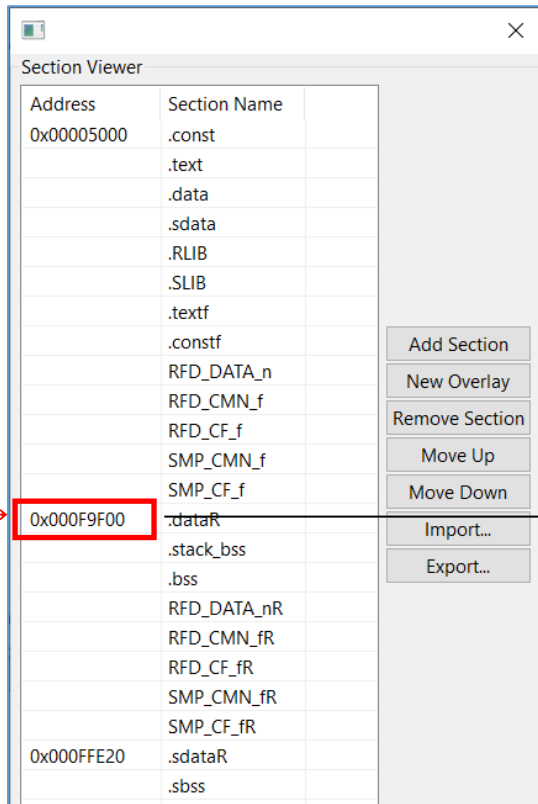 Section Viewer
Address Section Name
0x00005000 .const
.text
.data
.sdata
.RLIB
.SLIB
.textf
.constf
RFD_DATA_n
RFD_CMN_f
RFD_CF_f
SMP_CMN_f
SMP_CF_f
0x000F9F00 .dataR
.stack_bss
.bss
RFD_DATA_nR
RFD_CMN_fR
RFD_CF_fR
SMP_CMN_fR
SMP_CF_fR
0x000FFE20 .sdataR
.sbss
Add Section
New Overlay
Remove Section
Move Up
Move Down
Import...
Export...